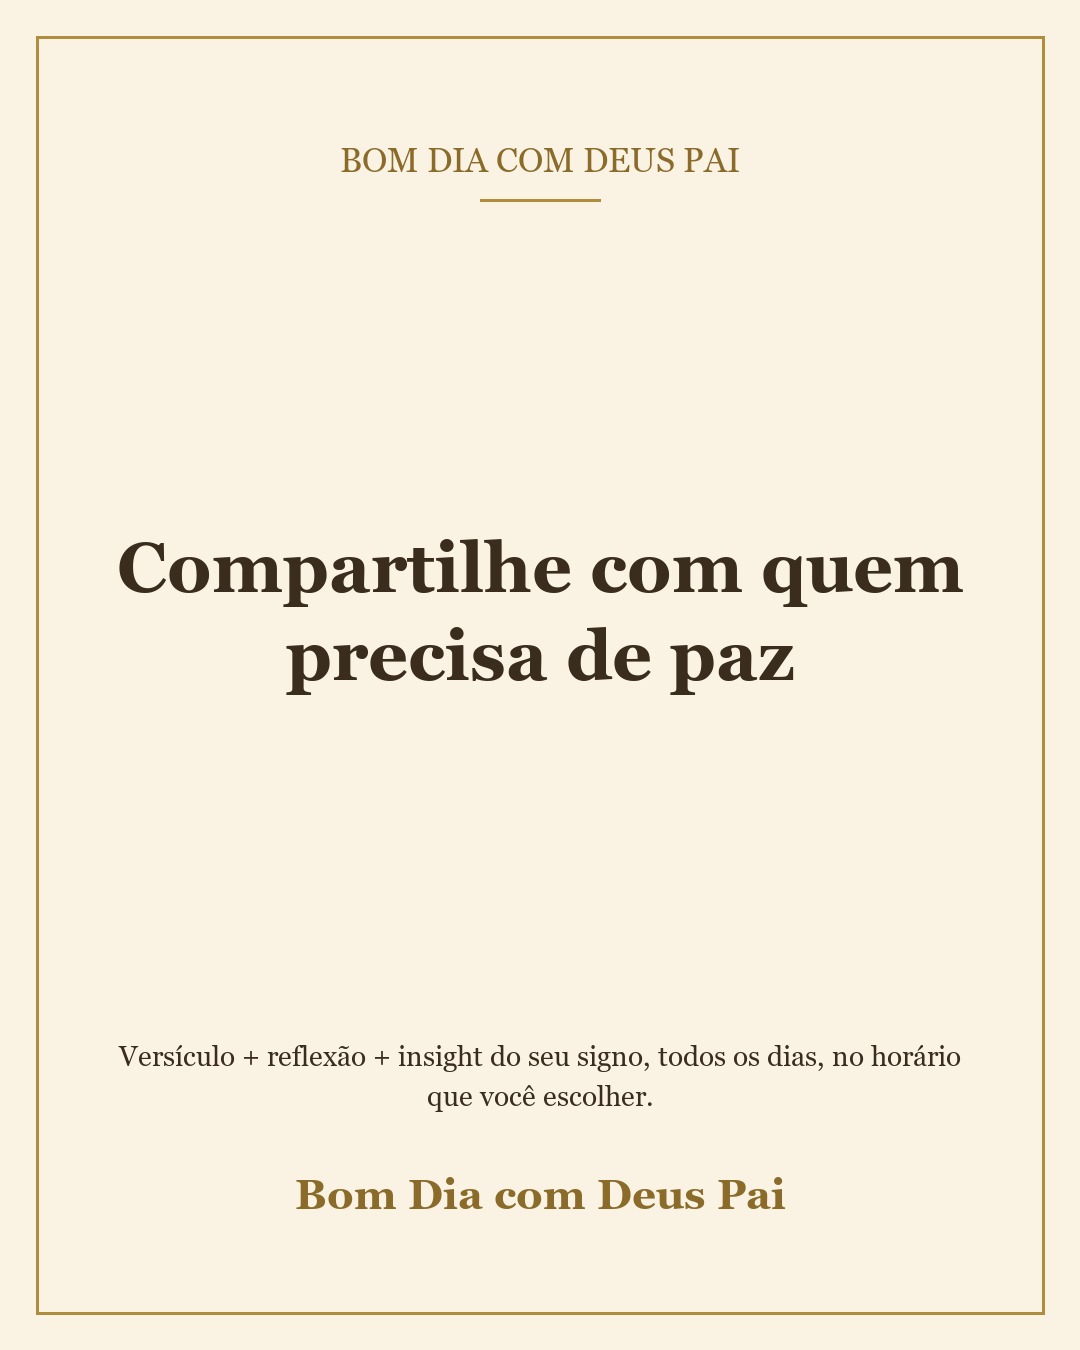 BOM DIA COM DEUS PAI
Compartilhe com quem
precisa de paz
Versículo + reflexão + insight do seu signo, todos os dias, no horário
que você escolher.
Bom Dia com Deus Pai